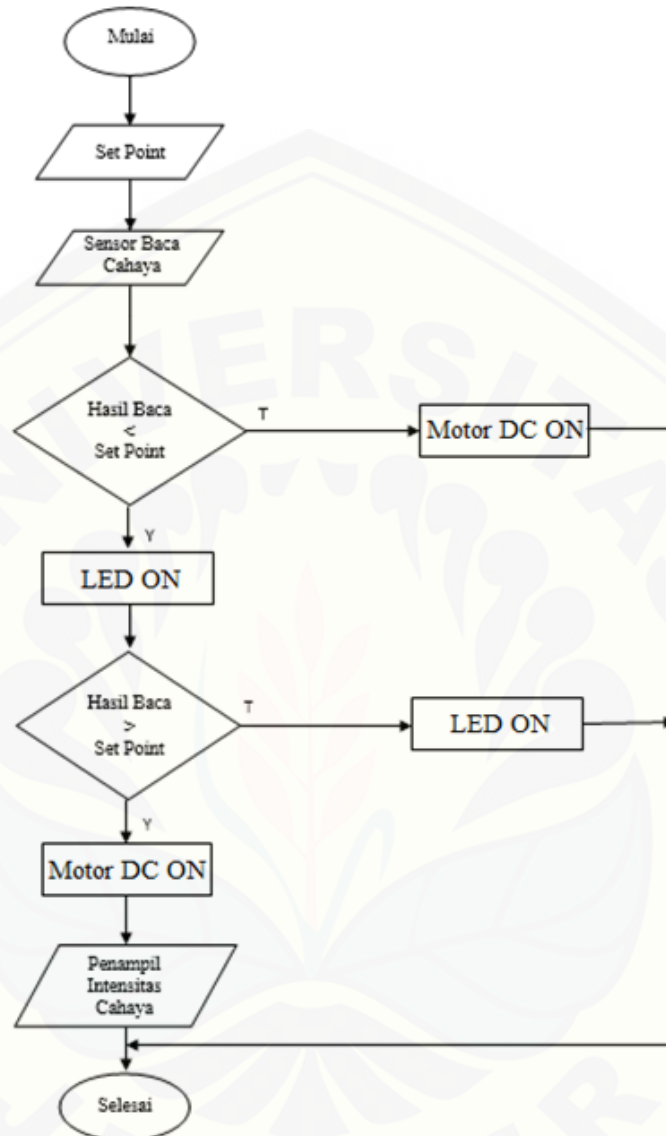 Mulai
Set Point
Sensor Baca
Cahaya
Hasil Baca
<
Set Point
T
Motor DC ON
Y
LED ON
Hasil Baca
>
Set Point
T
LED ON
Y
Motor DC ON
Penampil
Intensitas
Cahaya
Selesai
UNIVERSITAS